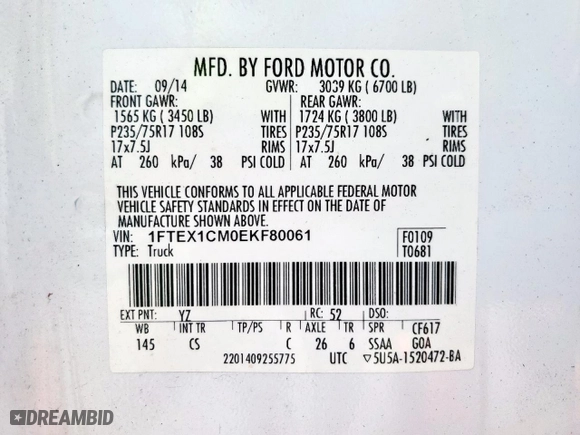 MFD. BY FORD MOTOR CO.
DATE: 09/14 GVWR: 3039 KG ( 6700 LB)
FRONT GAWR: REAR GAWR:
1565 KG ( 3450 LB) WITH 1724 KG ( 3800 LB) WITH
P235/75R17 108S TIRES P235/75R17 108S TIRES
17x7.5J RIMS 17x7.5J RIMS
AT 260 kPa/ 38 PSI COLD AT 260 kPa/ 38 PSI COLD
THIS VEHICLE CONFORMS TO ALL APPLICABLE FEDERAL MOTOR
VEHICLE SAFETY STANDARDS IN EFFECT ON THE DATE OF
MANUFACTURE SHOWN ABOVE.
VIN: 1FTEX1CM0EKF80061 F0109
TYPE: Truck T0681
EXT PNT: YZ RC: 52 DSO:
WB INT TR TP/PS R AXLE TR SPR CF617
145 CS C 26 6 SSAA GOA
2201409255775 UTC ▽5U5A-1520472-BA
DREAMBID